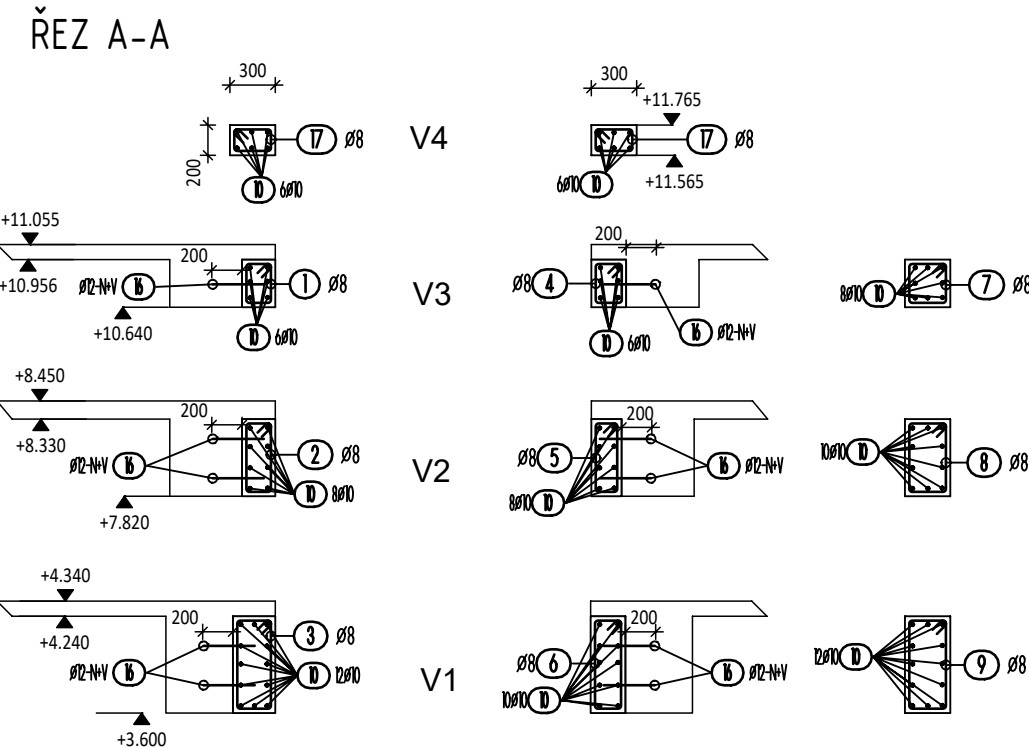 ŘEZ A-A
300
200
17 Ø8
10 6Ø10
V4
300
+11.765
17 Ø8
+11.565
6Ø10 10
+11.055
+10.956
200
Ø12-N+V 16
1 Ø8
+10.640
10 6Ø10
V3
200
Ø8 4
16 Ø12-N+V
10 6Ø10
8Ø10 10
7 Ø8
+8.450
+8.330
200
Ø12-N+V 16
2 Ø8
10 8Ø10
+7.820
V2
200
Ø8 5
16 Ø12-N+V
8Ø10 10
10Ø10 10
8 Ø8
+4.340
+4.240
200
Ø12-N+V 16
3 Ø8
10 12Ø10
+3.600
V1
200
Ø8 6
16 Ø12-N+V
10Ø10 10
12Ø10 10
9 Ø8